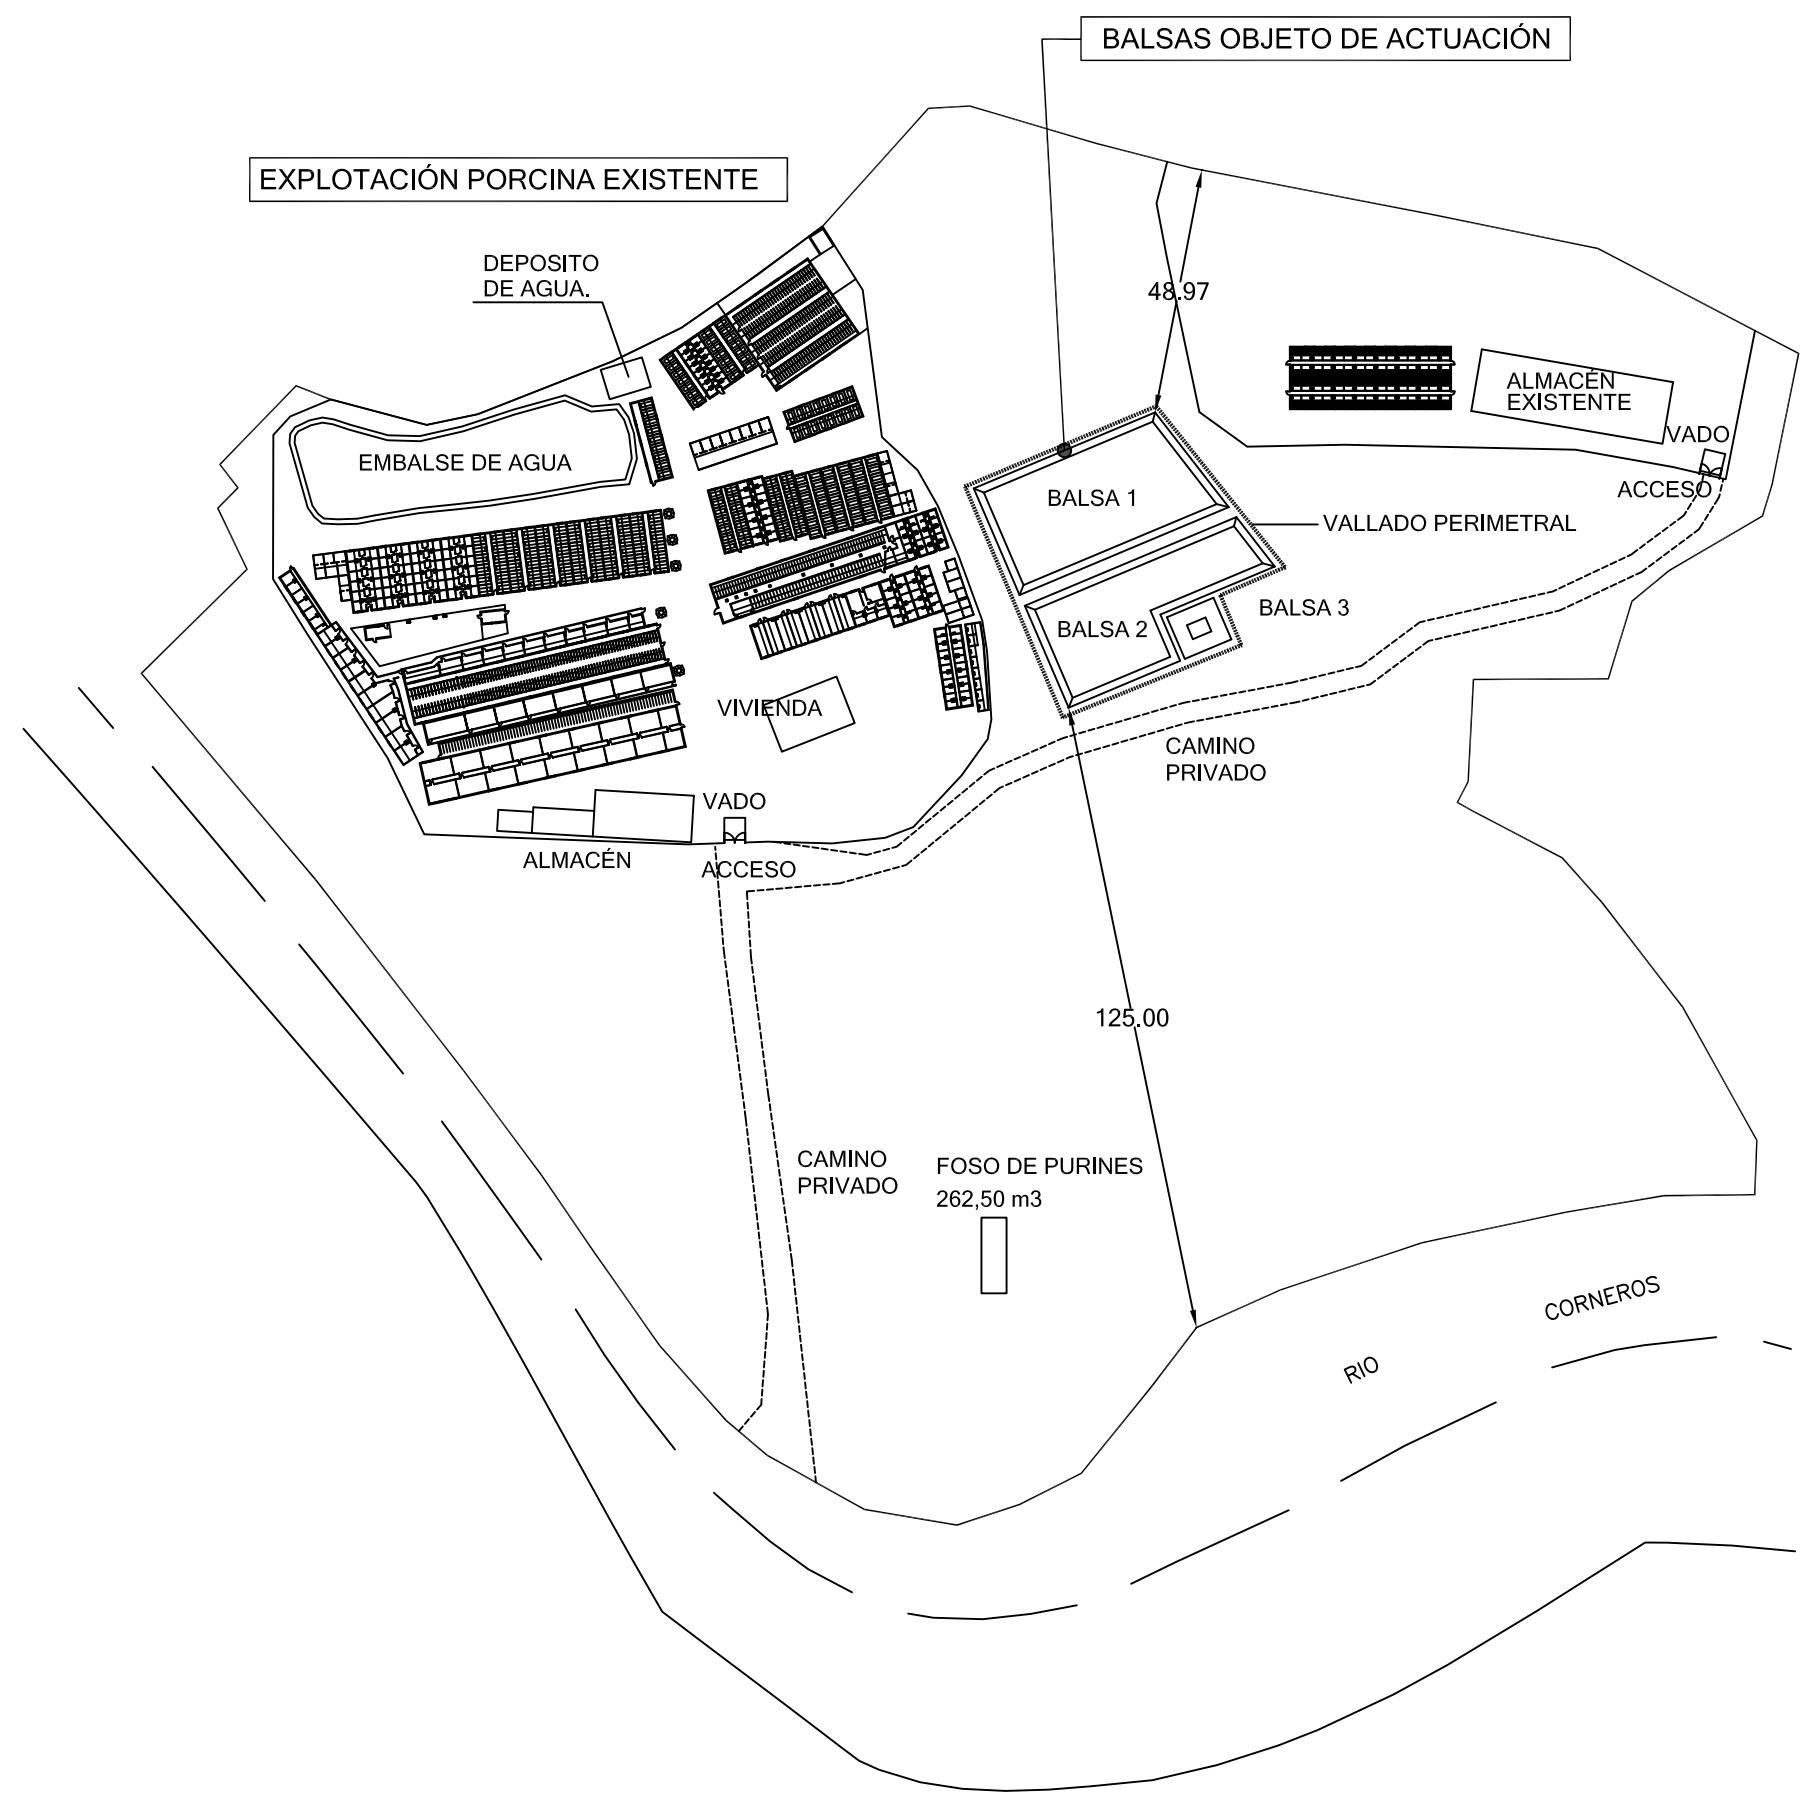 BALSAS OBJETO DE ACTUACIÓN
EXPLOTACIÓN PORCINA EXISTENTE
DEPOSITO
DE AGUA.
48.97
ALMACÉN
EXISTENTE
VADO
EMBALSE DE AGUA
ACCESO
BALSA 1
VALLADO PERIMETRAL
BALSA 3
BALSA 2
VIVIENDA
CAMINO
PRIVADO
VADO
ALMACÉN
ACCESO
125.00
CAMINO
PRIVADO
FOSO DE PURINES
262,50 m3
RIO
CORNEROS